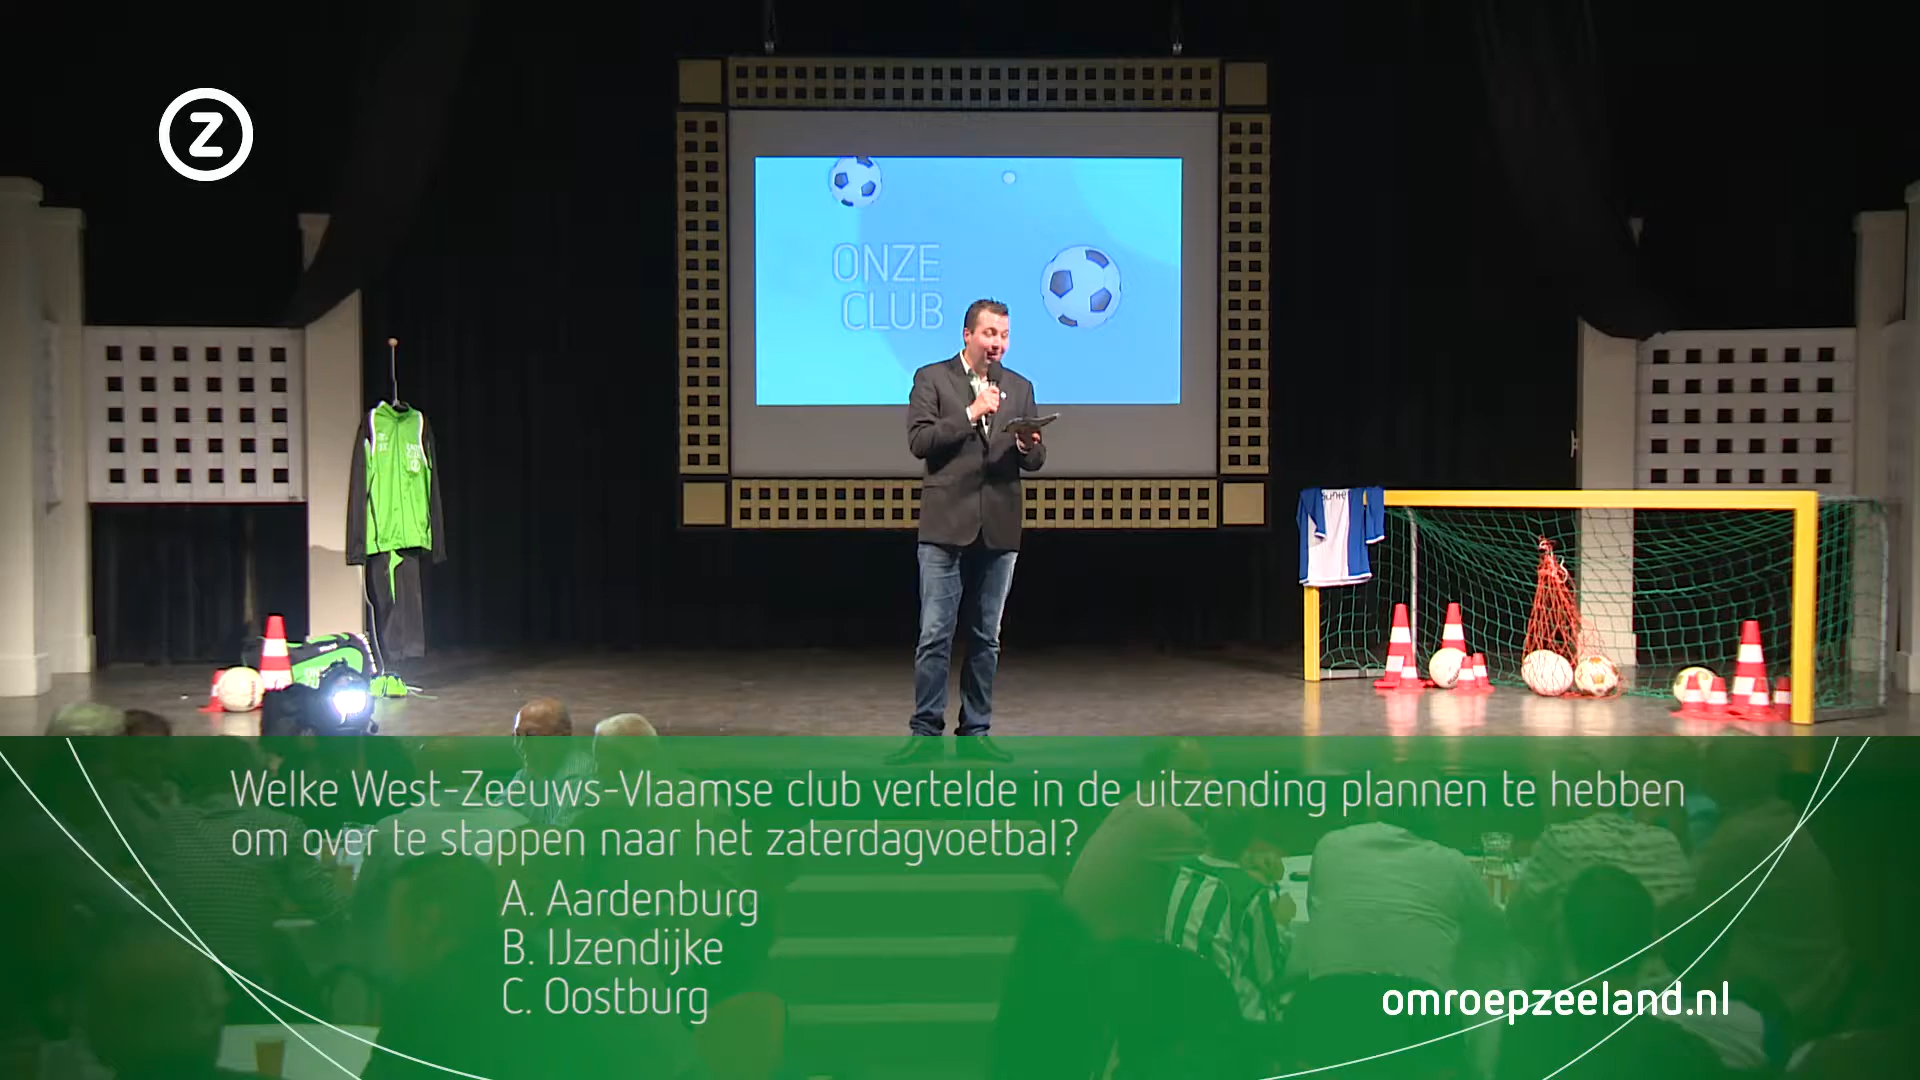 Z
ONZE
CLUB
Welke West-Zeeuws-Vlaamse club vertelde in de uitzending plannen te hebben
om over te stappen naar het zaterdagvoetbal?
A. Aardenburg
B. IJzendijke
C. Oostburg
omroepzeeland.nl